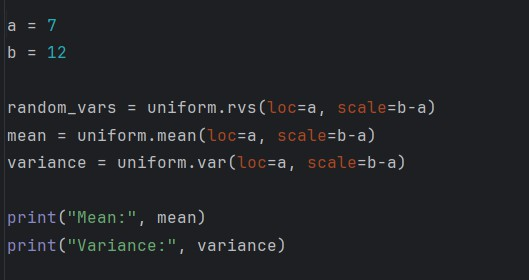 a = 7
b = 12
random_vars = uniform.rvs(loc=a, scale=b-a)
mean = uniform.mean(loc=a, scale=b-a)
variance = uniform.var(loc=a, scale=b-a)
print("Mean:", mean)
print("Variance:", variance)